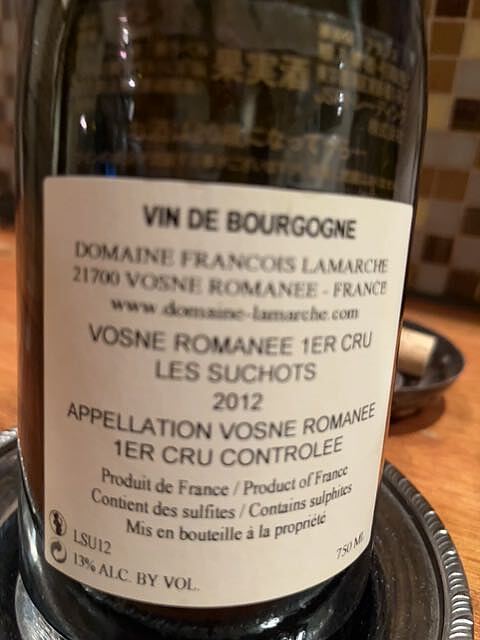 VIN DE BOURGOGNE
DOMAINE FRANCOIS LAMARCHE
21700 VOSNE ROMANEE - FRANCE
www.domaine-lamarche.com
VOSNE ROMANEE 1ER CRU
LES SUCHOTS
2012
APPELLATION VOSNE ROMANEE
1ER CRU CONTROLEE
Produit de France / Product of France
Contient des sulfites / Contains sulphites
Mis en bouteille à la propriété
LSU12
750 ML
13% ALC. BY VOL.